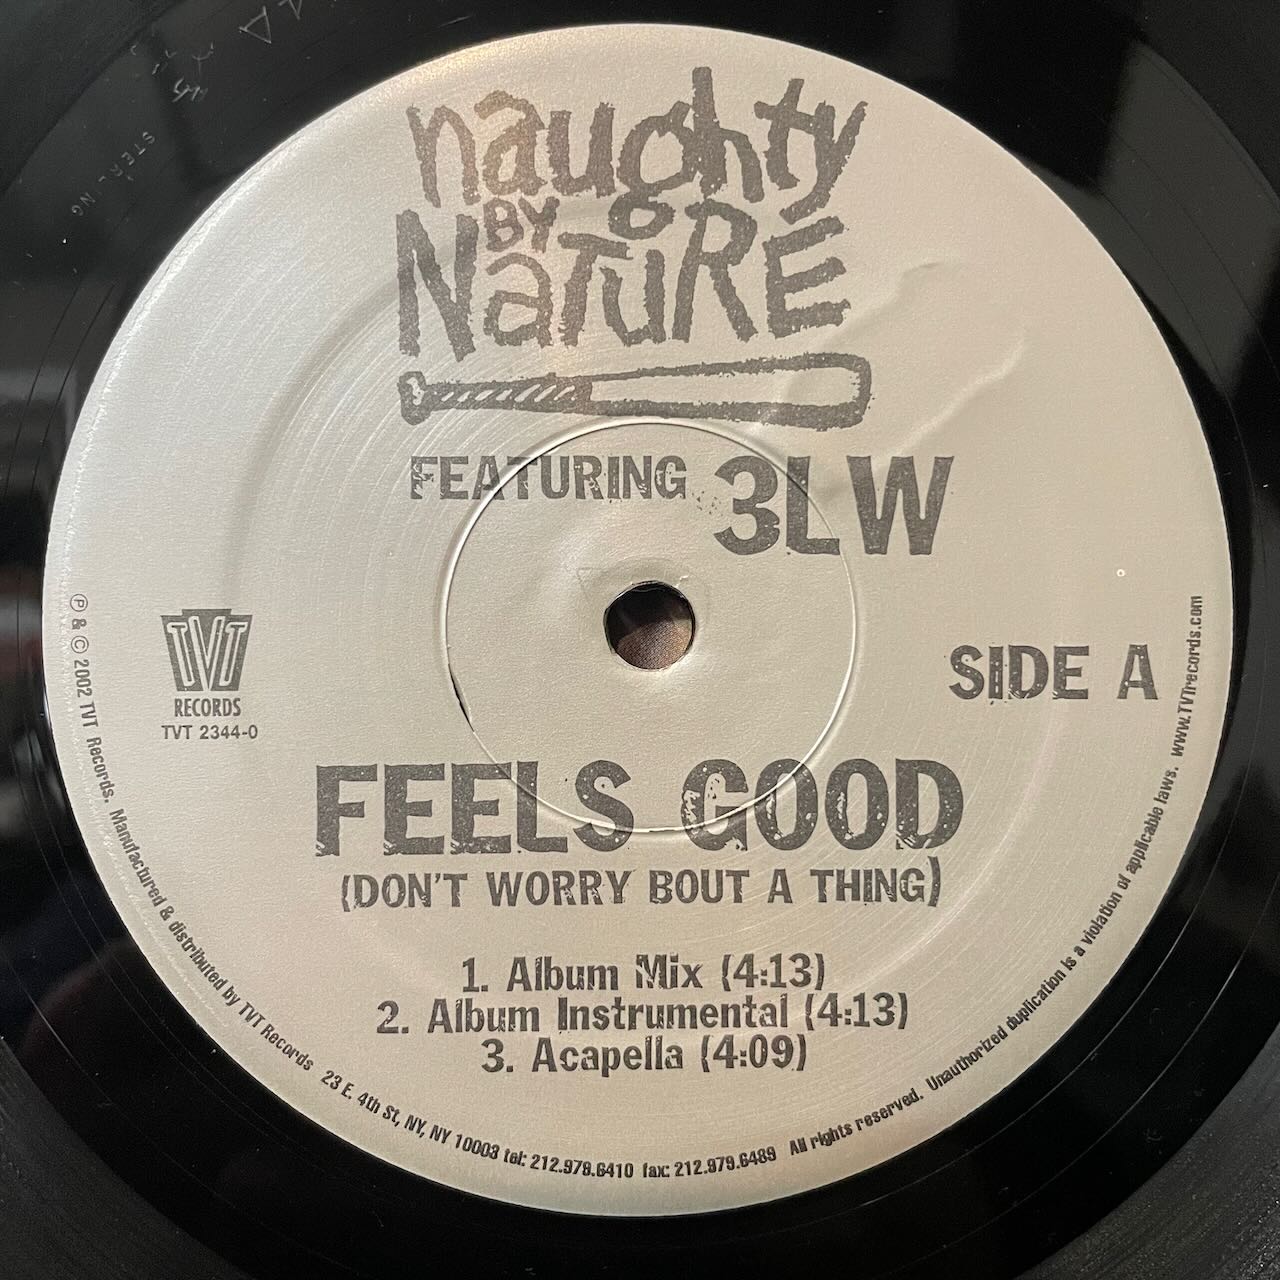 naughty
BY
NATURE
FEATURING 3LW
TVT
RECORDS
TVT 2344-0
SIDE A
FEELS GOOD
(DON'T WORRY BOUT A THING)
1. Album Mix (4:13)
2. Album Instrumental (4:13)
3. Acapella (4:09)
℗ & © 2002 TVT Records. Manufactured & distributed by TVT Records 23 E. 4th St, NY, NY 10003 tel: 212.979.6410 fax: 212.979.6489 All rights reserved. Unauthorized duplication is a violation of applicable laws. www.TVTrecords.com
STERLING